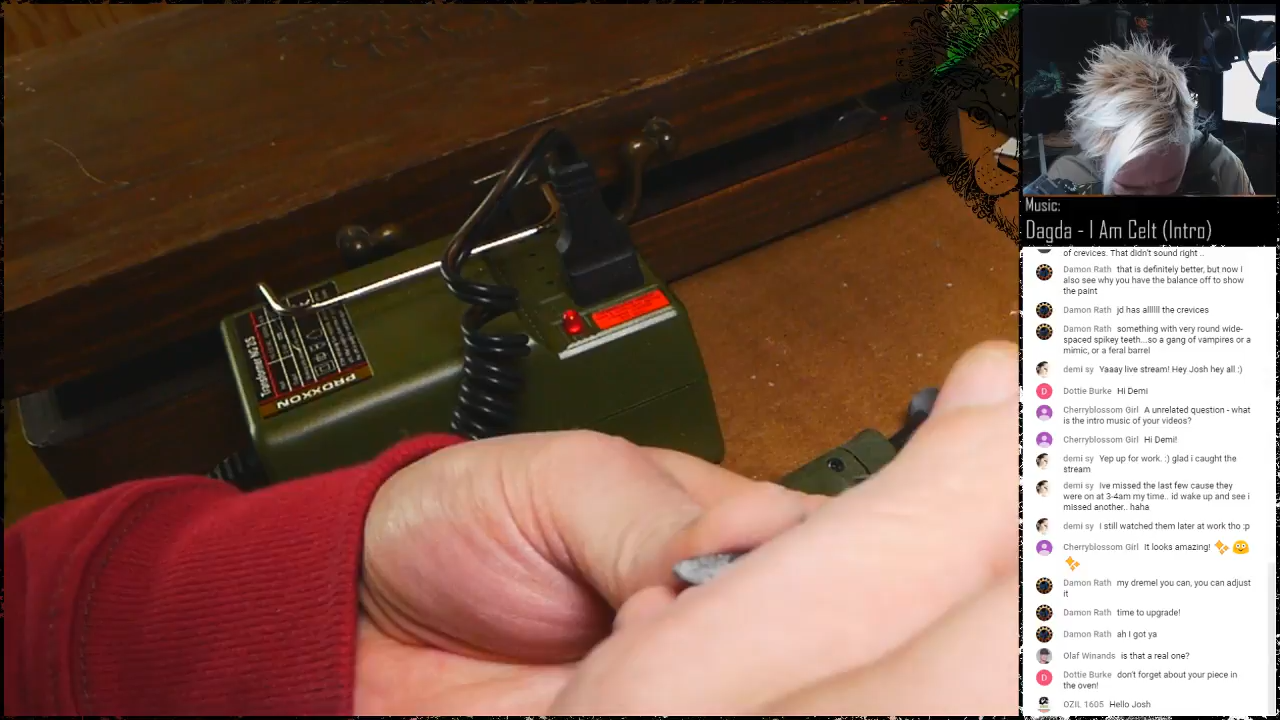 Transformer NG 2 S
PROXXON
Music:
Dagda - I Am Celt (Intro)
of crevices. That didn't sound right ..
Damon Rath that is definitely better, but now I
also see why you have the balance off to show
the paint
Damon Rath jd has allllll the crevices
Damon Rath something with very round wide-
spaced spikey teeth...so a gang of vampires or a
mimic, or a feral barrel
demi sy Yaaay live stream! Hey Josh hey all :)
D
Dottie Burke Hi Demi
Cherryblossom Girl A unrelated question - what
is the intro music of your videos?
Cherryblossom Girl Hi Demi!
demi sy Yep up for work. :) glad i caught the
stream
demi sy Ive missed the last few cause they
were on at 3-4am my time.. id wake up and see i
missed another.. haha
demi sy I still watched them later at work tho :p
Cherryblossom Girl It looks amazing! ✨ 🤗
✨
Damon Rath my dremel you can, you can adjust
it
Damon Rath time to upgrade!
Damon Rath ah I got ya
Olaf Winands is that a real one?
D
Dottie Burke don't forget about your piece in
the oven!
OZIL 1605 Hello Josh